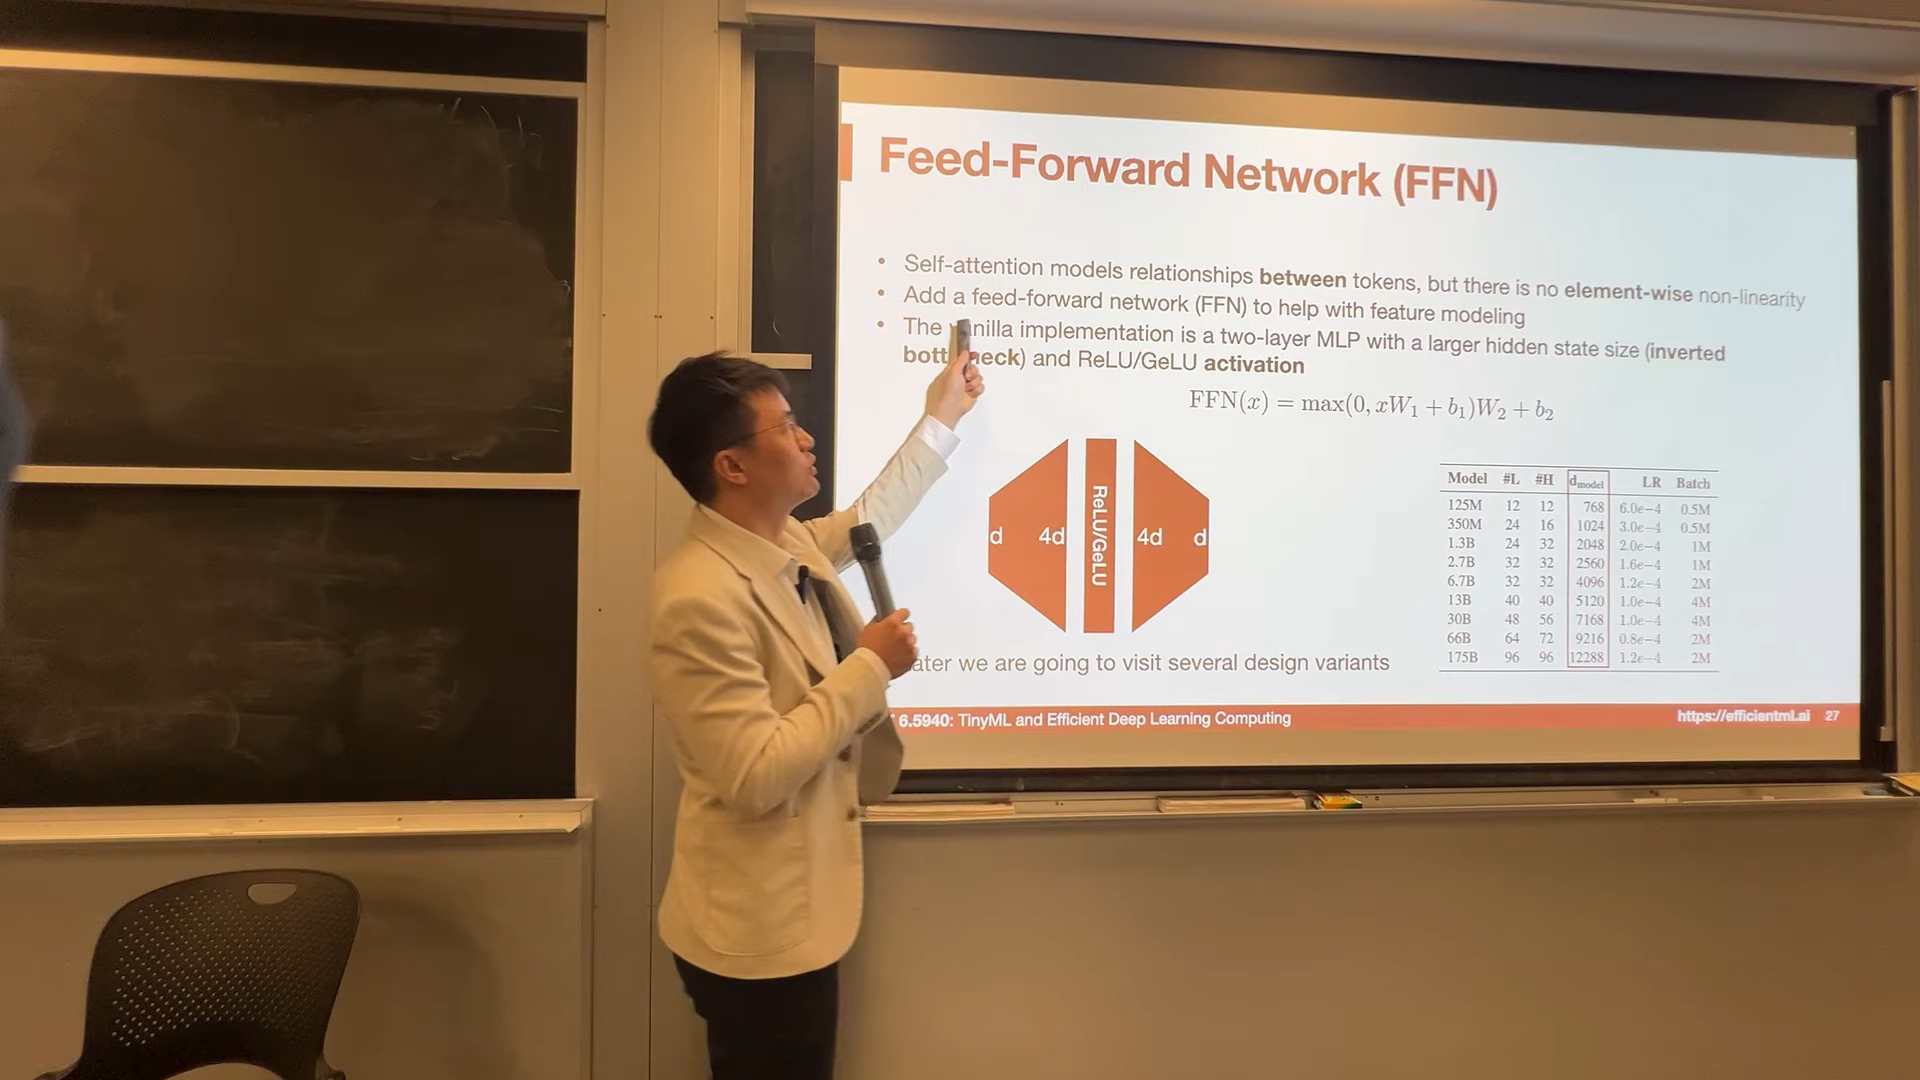 Feed-Forward Network (FFN)
• Self-attention models relationships between tokens, but there is no element-wise non-linearity
• Add a feed-forward network (FFN) to help with feature modeling
• The vanilla implementation is a two-layer MLP with a larger hidden state size (inverted
bottleneck) and ReLU/GeLU activation
FFN(x) = max(0, xW₁ + b₁)W₂ + b₂
d 4d ReLU/GeLU 4d d
Model #L #H d_model LR Batch
125M 12 12 768 6.0e−4 0.5M
350M 24 16 1024 3.0e−4 0.5M
1.3B 24 32 2048 2.0e−4 1M
2.7B 32 32 2560 1.6e−4 1M
6.7B 32 32 4096 1.2e−4 2M
13B 40 40 5120 1.0e−4 4M
30B 48 56 7168 1.0e−4 4M
66B 64 72 9216 0.8e−4 2M
175B 96 96 12288 1.2e−4 2M
ater we are going to visit several design variants
6.5940: TinyML and Efficient Deep Learning Computing
https://efficientml.ai 27